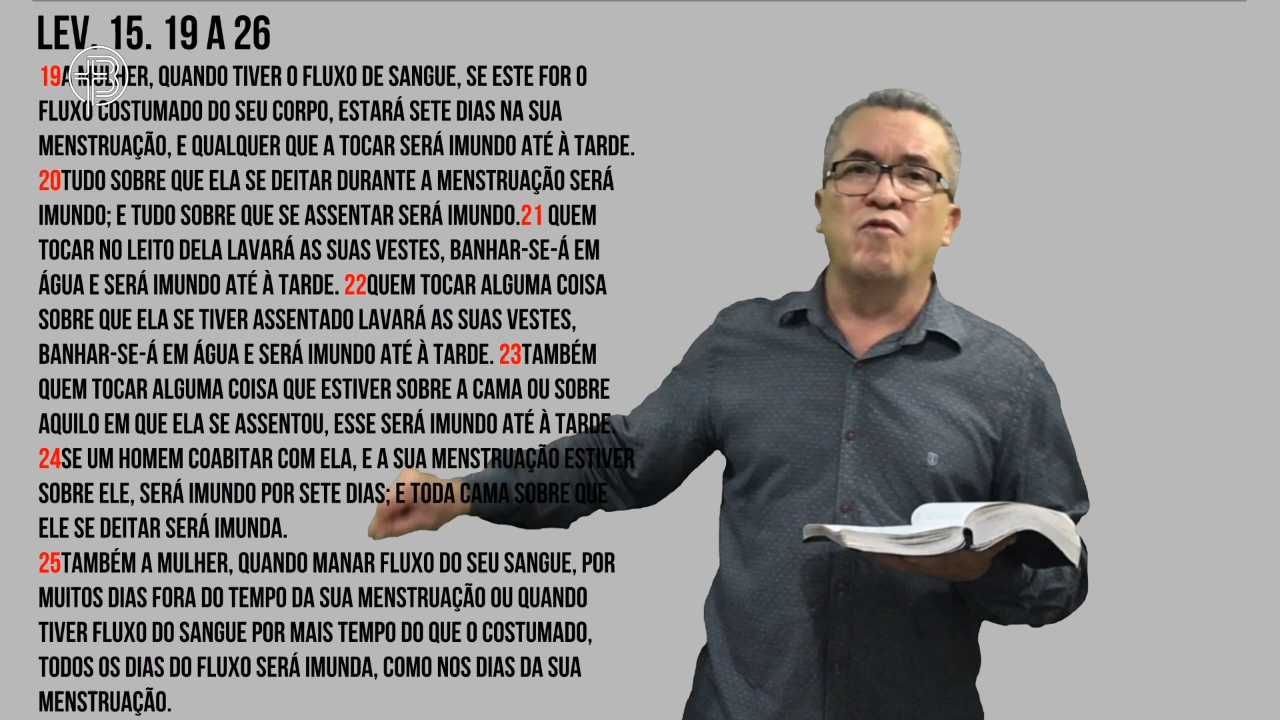 LEV. 15. 19 A 26
19A MULHER, QUANDO TIVER O FLUXO DE SANGUE, SE ESTE FOR O
FLUXO COSTUMADO DO SEU CORPO, ESTARÁ SETE DIAS NA SUA
MENSTRUAÇÃO, E QUALQUER QUE A TOCAR SERÁ IMUNDO ATÉ À TARDE.
20TUDO SOBRE QUE ELA SE DEITAR DURANTE A MENSTRUAÇÃO SERÁ
IMUNDO; E TUDO SOBRE QUE SE ASSENTAR SERÁ IMUNDO.21 QUEM
TOCAR NO LEITO DELA LAVARÁ AS SUAS VESTES, BANHAR-SE-Á EM
ÁGUA E SERÁ IMUNDO ATÉ À TARDE. 22QUEM TOCAR ALGUMA COISA
SOBRE QUE ELA SE TIVER ASSENTADO LAVARÁ AS SUAS VESTES,
BANHAR-SE-Á EM ÁGUA E SERÁ IMUNDO ATÉ À TARDE. 23TAMBÉM
QUEM TOCAR ALGUMA COISA QUE ESTIVER SOBRE A CAMA OU SOBRE
AQUILO EM QUE ELA SE ASSENTOU, ESSE SERÁ IMUNDO ATÉ À TARDE.
24SE UM HOMEM COABITAR COM ELA, E A SUA MENSTRUAÇÃO ESTIVER
SOBRE ELE, SERÁ IMUNDO POR SETE DIAS; E TODA CAMA SOBRE QUE
ELE SE DEITAR SERÁ IMUNDA.
25TAMBÉM A MULHER, QUANDO MANAR FLUXO DO SEU SANGUE, POR
MUITOS DIAS FORA DO TEMPO DA SUA MENSTRUAÇÃO OU QUANDO
TIVER FLUXO DO SANGUE POR MAIS TEMPO DO QUE O COSTUMADO,
TODOS OS DIAS DO FLUXO SERÁ IMUNDA, COMO NOS DIAS DA SUA
MENSTRUAÇÃO.